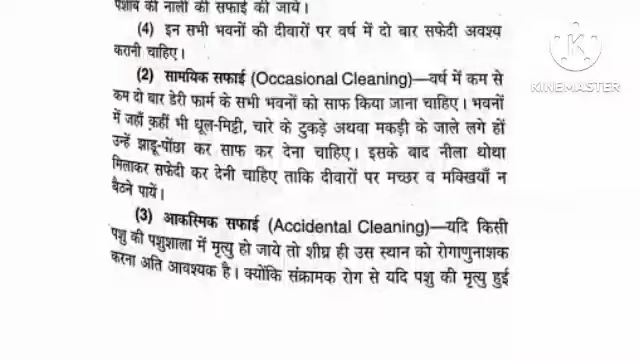 पेशाब की नाली की सफाई की जाये।
(4) इन सभी भवनों की दीवारों पर वर्ष में दो बार सफेदी अवश्य
करानी चाहिए।
(2) सामयिक सफाई (Occasional Cleaning)—वर्ष में कम से
कम दो बार डेरी फार्म के सभी भवनों को साफ किया जाना चाहिए। भवनों
में जहाँ कहीं भी धूल-मिट्टी, चारे के टुकड़े अथवा मकड़ी के जाले लगे हों
उन्हें झाडू-पोंछा कर साफ कर देना चाहिए। इसके बाद नीला थोथा
मिलाकर सफेदी कर देनी चाहिए ताकि दीवारों पर मच्छर व मक्खियाँ न
बैठने पायें।
(3) आकस्मिक सफाई (Accidental Cleaning)—यदि किसी
पशु की पशुशाला में मृत्यु हो जाये तो शीघ्र ही उस स्थान को रोगाणुनाशक
करना अति आवश्यक है। क्योंकि संक्रामक रोग से यदि पशु की मृत्यु हुई
KINEMASTER